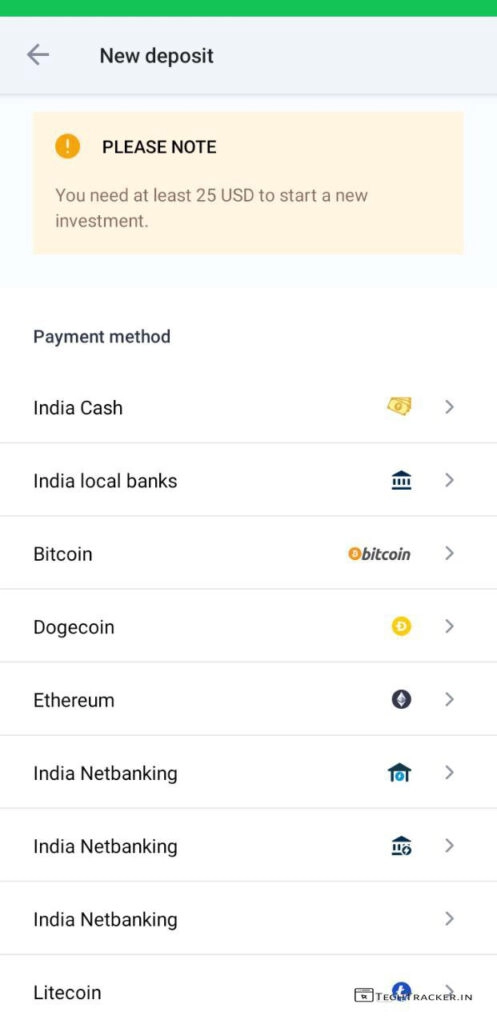 New deposit
PLEASE NOTE
You need at least 25 USD to start a new
investment.
Payment method
India Cash
India local banks
Bitcoin
bitcoin
Dogecoin
Ethereum
India Netbanking
India Netbanking
India Netbanking
Litecoin
TECHTRACKER.IN